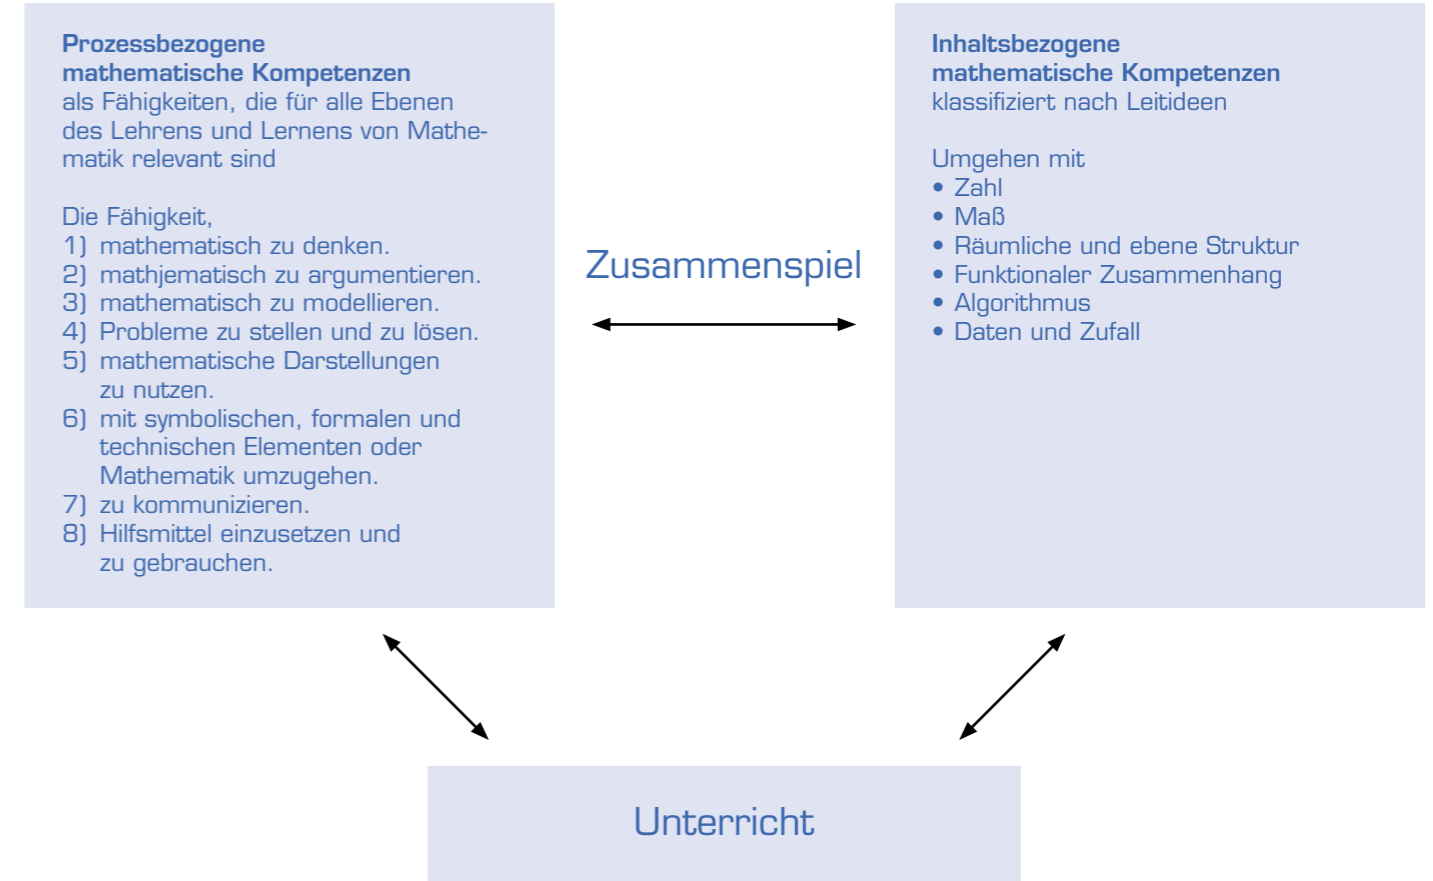 Prozessbezogene
mathematische Kompetenzen
als Fähigkeiten, die für alle Ebenen
des Lehrens und Lernens von Mathe-
matik relevant sind
Die Fähigkeit,
1) mathematisch zu denken.
2) mathjematisch zu argumentieren.
3) mathematisch zu modellieren.
4) Probleme zu stellen und zu lösen.
5) mathematische Darstellungen
zu nutzen.
6) mit symbolischen, formalen und
technischen Elementen oder
Mathematik umzugehen.
7) zu kommunizieren.
8) Hilfsmittel einzusetzen und
zu gebrauchen.
Zusammenspiel
Inhaltsbezogene
mathematische Kompetenzen
klassifiziert nach Leitideen
Umgehen mit
• Zahl
• Maß
• Räumliche und ebene Struktur
• Funktionaler Zusammenhang
• Algorithmus
• Daten und Zufall
Unterricht